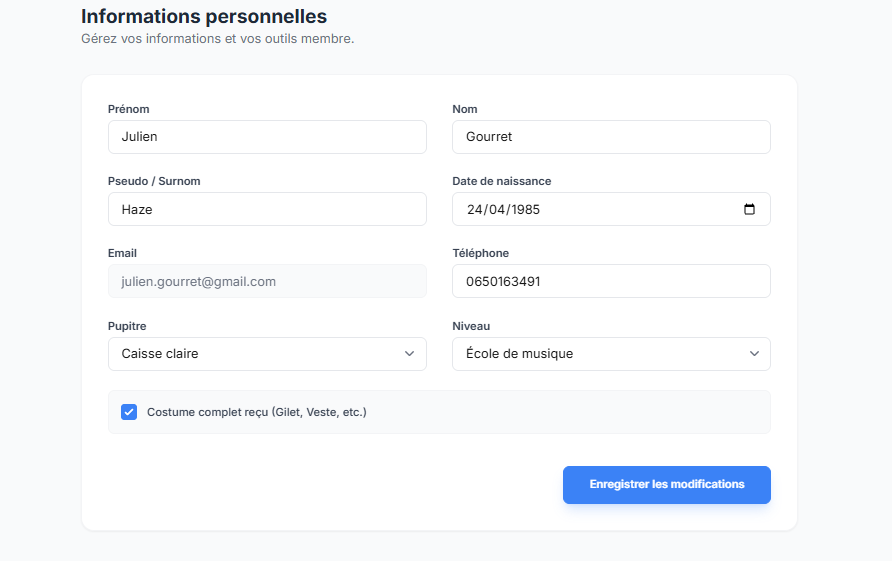 Informations personnelles
Gérez vos informations et vos outils membre.
Prénom
Julien
Nom
Gourret
Pseudo / Surnom
Haze
Date de naissance
24/04/1985
Email
julien.gourret@gmail.com
Téléphone
0650163491
Pupitre
Caisse claire
Niveau
École de musique
Costume complet reçu (Gilet, Veste, etc.)
Enregistrer les modifications